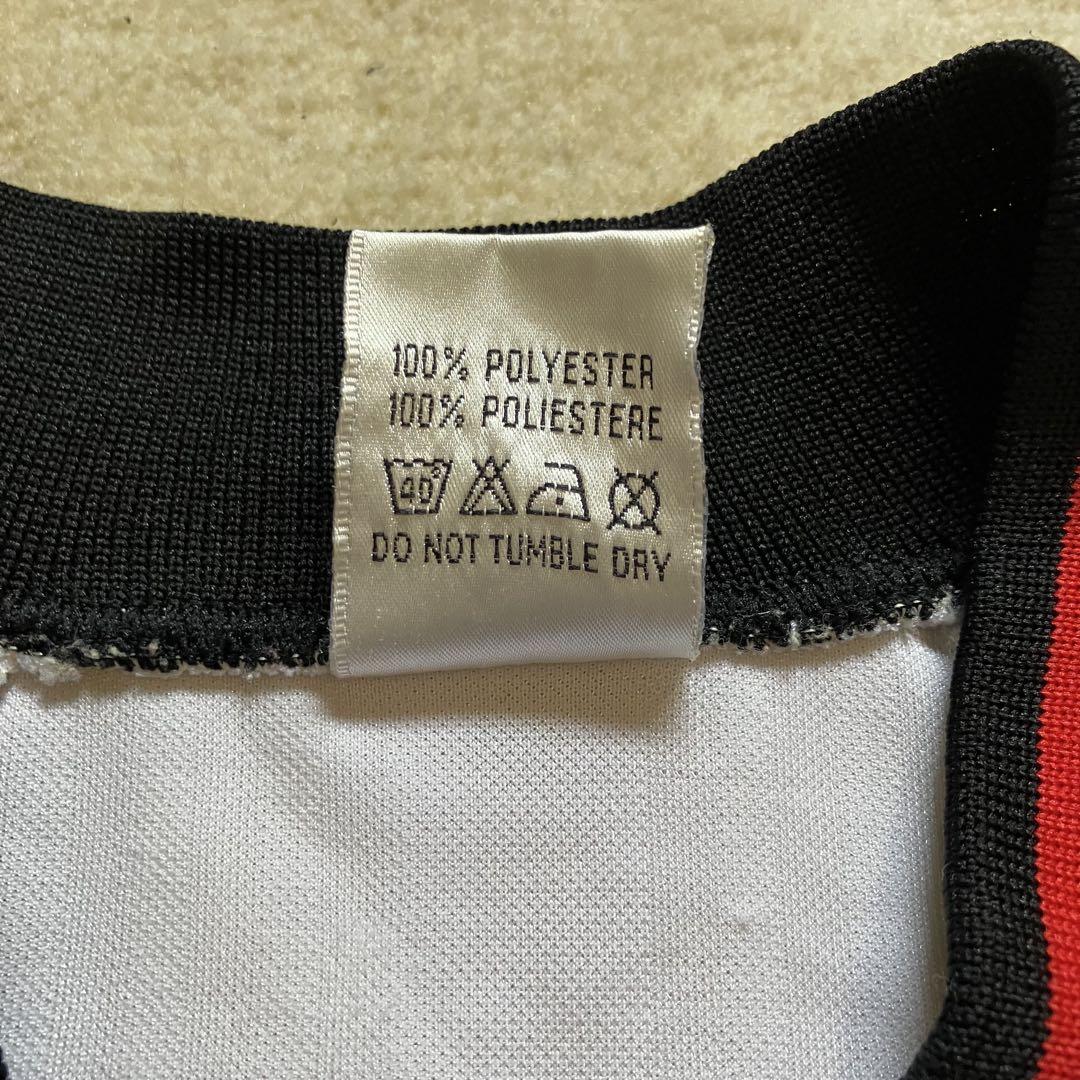 100% POLYESTER
100% POLIESTERE
40°
DO NOT TUMBLE DRY